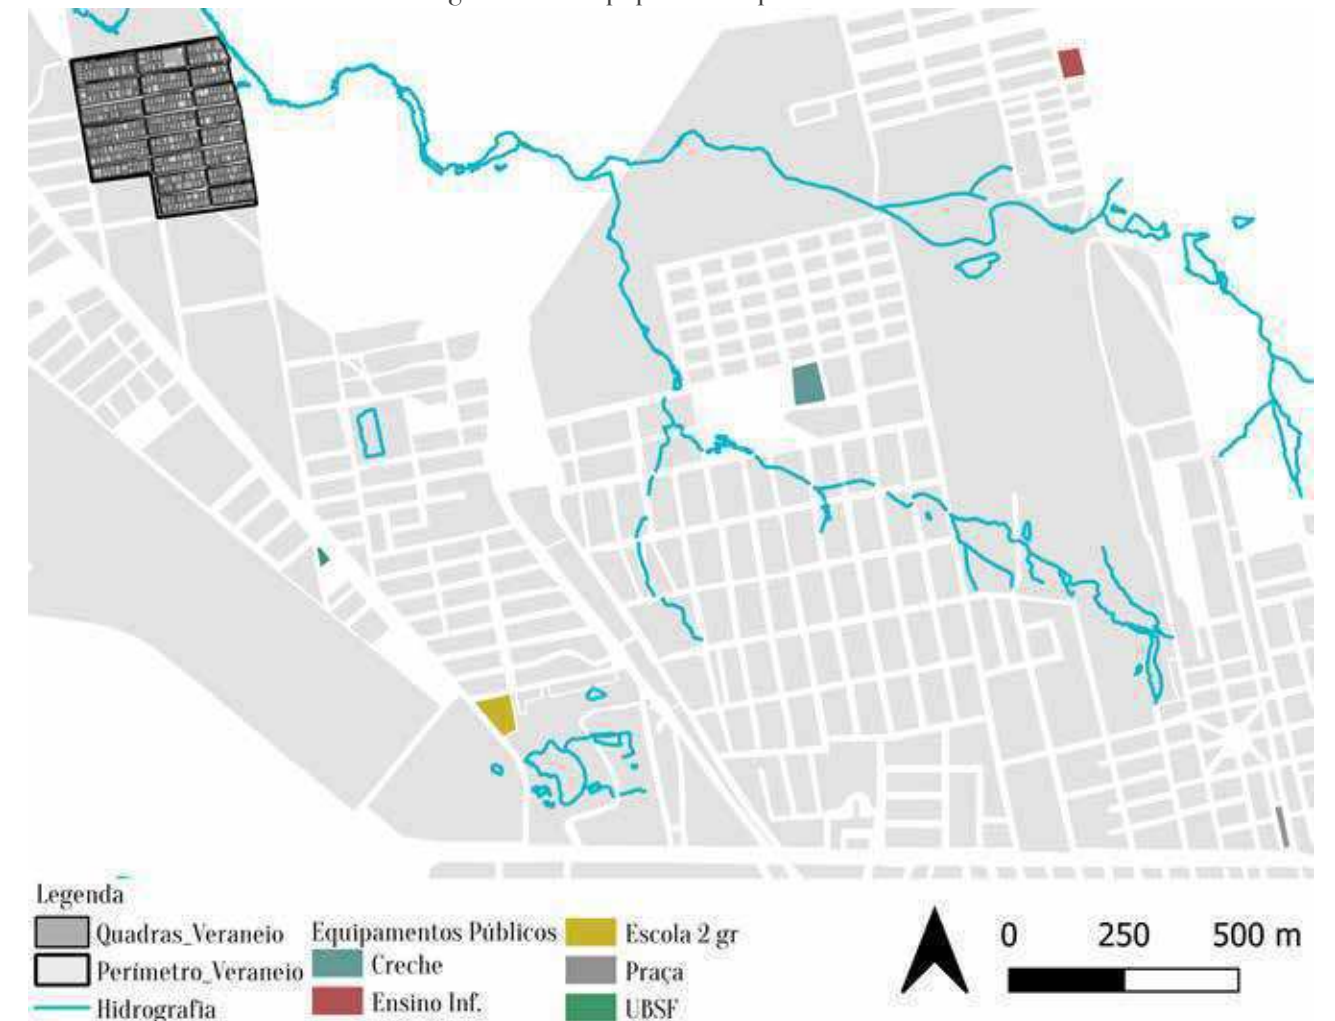 Legenda
Quadras_Veraneio
Perímetro_Veraneio
Hidrografia
Equipamentos Públicos
Creche
Ensino Inf.
Escola 2 gr
Praça
UBSF
0 250 500 m